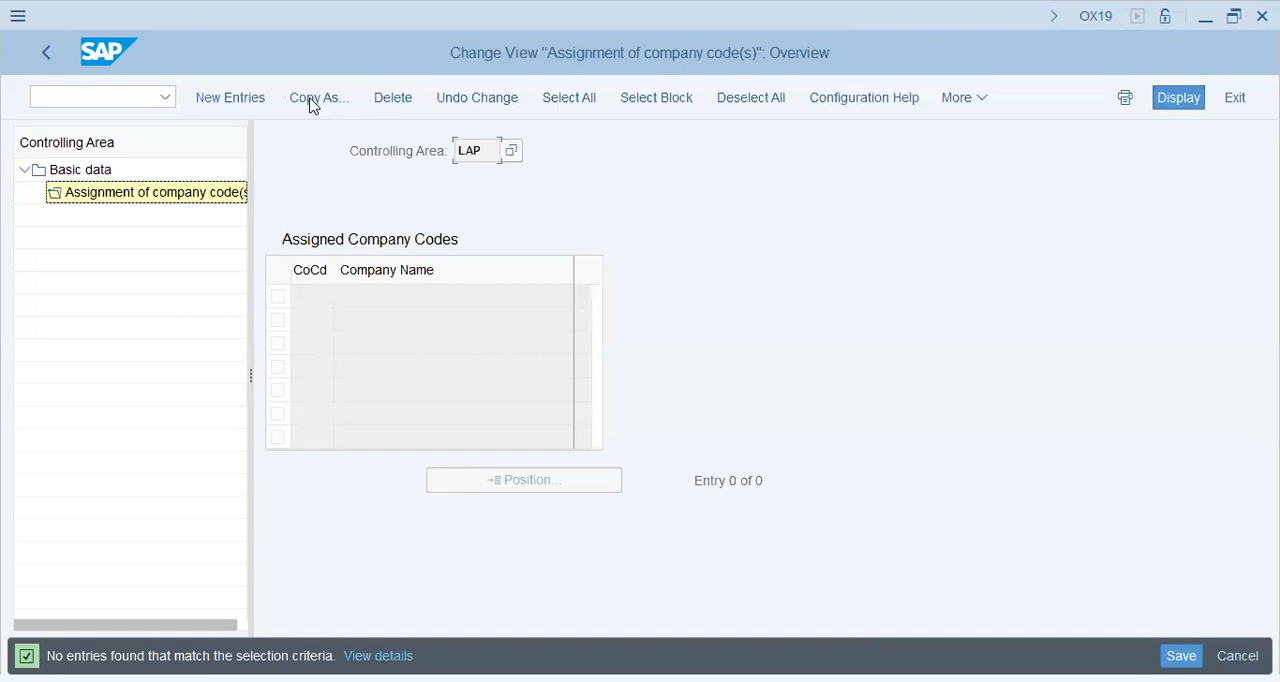 OX19
SAP
Change View "Assignment of company code(s)": Overview
New Entries Copy As... Delete Undo Change Select All Select Block Deselect All Configuration Help More Display Exit
Controlling Area
Basic data
Assignment of company code(s
Controlling Area: LAP
Assigned Company Codes
CoCd Company Name
Position... Entry 0 of 0
No entries found that match the selection criteria. View details Save Cancel